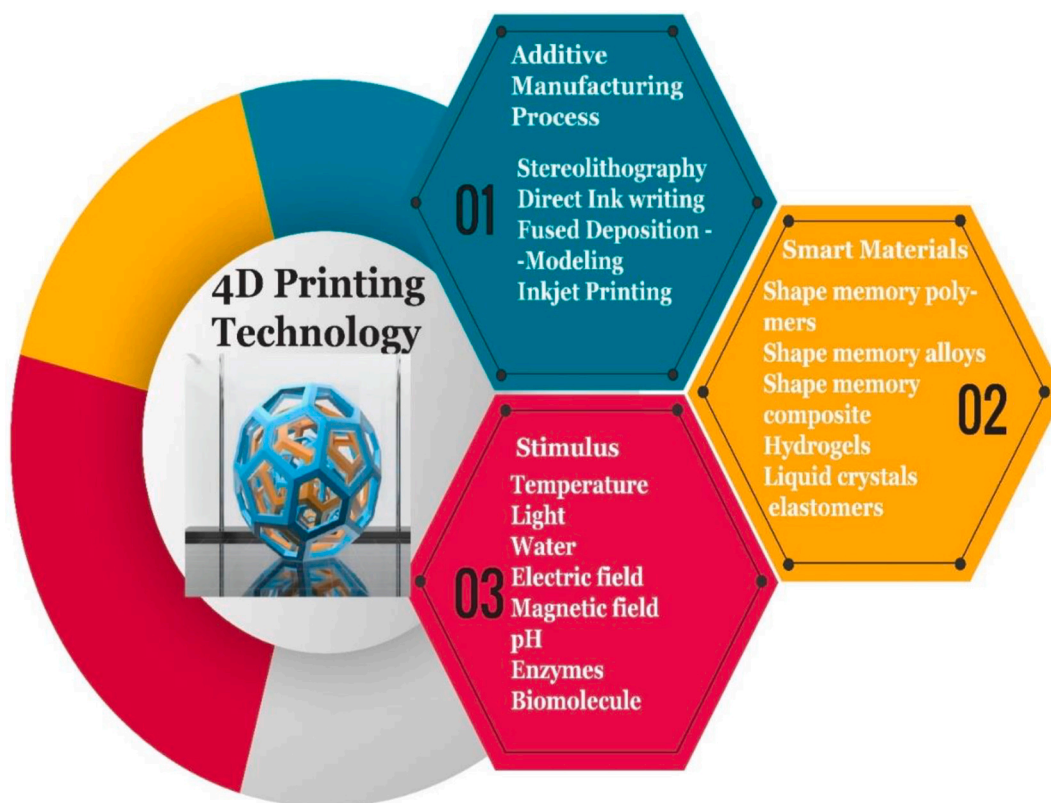 4D Printing
Technology
01
Additive
Manufacturing
Process
Stereolithography
Direct Ink writing
Fused Deposition -
-Modeling
Inkjet Printing
02
Smart Materials
Shape memory poly-
mers
Shape memory alloys
Shape memory
composite
Hydrogels
Liquid crystals
elastomers
03
Stimulus
Temperature
Light
Water
Electric field
Magnetic field
pH
Enzymes
Biomolecule